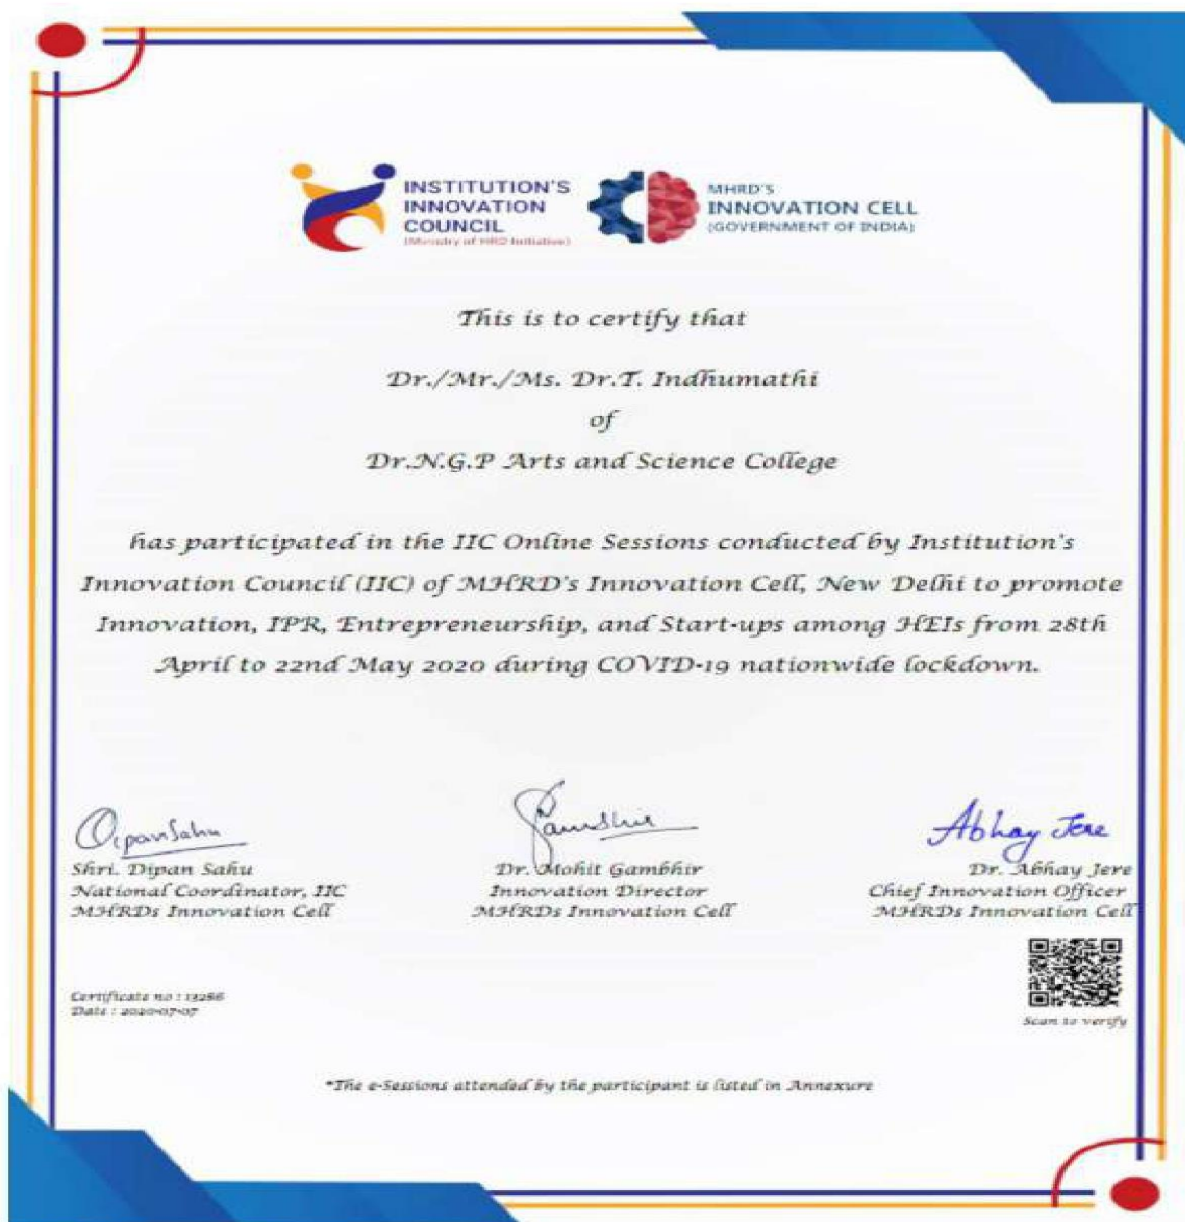 INSTITUTION'S
INNOVATION
COUNCIL
(Ministry of HRD Initiative)
MHRD'S
INNOVATION CELL
(GOVERNMENT OF INDIA)
This is to certify that
Dr./Mr./Ms. Dr.T. Indhumathi
of
Dr.N.G.P Arts and Science College
has participated in the IIC Online Sessions conducted by Institution's
Innovation Council (IIC) of MHRD's Innovation Cell, New Delhi to promote
Innovation, IPR, Entrepreneurship, and Start-ups among HEIs from 28th
April to 22nd May 2020 during COVID-19 nationwide lockdown.
DipanSahu
Abhay Jere
Shri. Dipan Sahu
National Coordinator, IIC
MHRDs Innovation Cell
Dr. Mohit Gambhir
Innovation Director
MHRDs Innovation Cell
Dr. Abhay Jere
Chief Innovation Officer
MHRDs Innovation Cell
Certificate no : 13286
Date : 2020-07-07
Scan to verify
*The e-Sessions attended by the participant is listed in Annexure